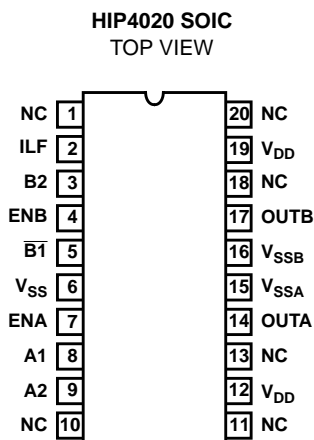 HIP4020 SOIC
TOP VIEW
NC 1 20 NC
ILF 2 19 VDD
B2 3 18 NC
ENB 4 17 OUTB
B1̅ 5 16 VSSB
VSS 6 15 VSSA
ENA 7 14 OUTA
A1 8 13 NC
A2 9 12 VDD
NC 10 11 NC